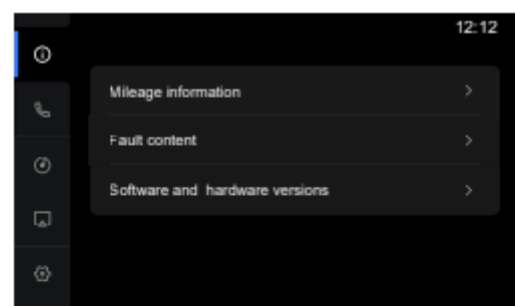 12:12
Mileage information
Fault content
Software and hardware versions